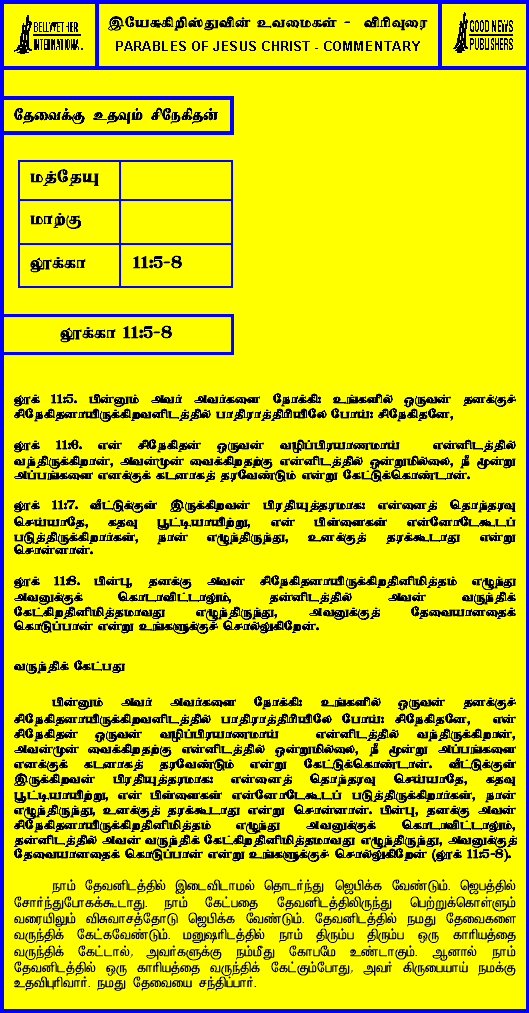 BELLWETHER
INTERNATIONAL
இயேசுகிறிஸ்துவின் உவமைகள் - விரிவுரை
PARABLES OF JESUS CHRIST - COMMENTARY
GOOD NEWS
PUBLISHERS
தேவைக்கு உதவும் சிநேகிதன்
மத்தேயு
மாற்கு
லூக்கா 11:5-8
லூக்கா 11:5-8
லூக் 11:5. பின்னும் அவர் அவர்களை நோக்கி: உங்களில் ஒருவன் தனக்குச்
சிநேகிதனாயிருக்கிறவனிடத்தில் பாதிராத்திரியிலே போய்: சிநேகிதனே,
லூக் 11:6. என் சிநேகிதன் ஒருவன் வழிப்பிரயாணமாய் என்னிடத்தில்
வந்திருக்கிறான், அவன்முன் வைக்கிறதற்கு என்னிடத்தில் ஒன்றுமில்லை, நீ மூன்று
அப்பங்களை எனக்குக் கடனாகத் தரவேண்டும் என்று கேட்டுக்கொண்டான்.
லூக் 11:7. வீட்டுக்குள் இருக்கிறவன் பிரதியுத்தரமாக: என்னைத் தொந்தரவு
செய்யாதே, கதவு பூட்டியாயிற்று, என் பிள்ளைகள் என்னோடேகூடப்
படுத்திருக்கிறார்கள், நான் எழுந்திருந்து, உனக்குத் தரக்கூடாது என்று
சொன்னான்.
லூக் 11:8. பின்பு, தனக்கு அவன் சிநேகிதனாயிருக்கிறதினிமித்தம் எழுந்து
அவனுக்குக் கொடாவிட்டாலும், தன்னிடத்தில் அவன் வருந்திக்
கேட்கிறதினிமித்தமாவது எழுந்திருந்து, அவனுக்குத் தேவையானதைக்
கொடுப்பான் என்று உங்களுக்குச் சொல்லுகிறேன்.
வருந்திக் கேட்பது
பின்னும் அவர் அவர்களை நோக்கி: உங்களில் ஒருவன் தனக்குச்
சிநேகிதனாயிருக்கிறவனிடத்தில் பாதிராத்திரியிலே போய்: சிநேகிதனே, என்
சிநேகிதன் ஒருவன் வழிப்பிரயாணமாய் என்னிடத்தில் வந்திருக்கிறான்,
அவன்முன் வைக்கிறதற்கு என்னிடத்தில் ஒன்றுமில்லை, நீ மூன்று அப்பங்களை
எனக்குக் கடனாகத் தரவேண்டும் என்று கேட்டுக்கொண்டான். வீட்டுக்குள்
இருக்கிறவன் பிரதியுத்தரமாக: என்னைத் தொந்தரவு செய்யாதே, கதவு
பூட்டியாயிற்று, என் பிள்ளைகள் என்னோடேகூடப் படுத்திருக்கிறார்கள், நான்
எழுந்திருந்து, உனக்குத் தரக்கூடாது என்று சொன்னான். பின்பு, தனக்கு அவன்
சிநேகிதனாயிருக்கிறதினிமித்தம் எழுந்து அவனுக்குக் கொடாவிட்டாலும்,
தன்னிடத்தில் அவன் வருந்திக் கேட்கிறதினிமித்தமாவது எழுந்திருந்து, அவனுக்குத்
தேவையானதைக் கொடுப்பான் என்று உங்களுக்குச் சொல்லுகிறேன் (லூக் 11:5-8).
நாம் தேவனிடத்தில் இடைவிடாமல் தொடர்ந்து ஜெபிக்க வேண்டும். ஜெபத்தில்
சோர்ந்துபோகக்கூடாது. நாம் கேட்பதை தேவனிடத்திலிருந்து பெற்றுக்கொள்ளும்
வரையிலும் விசுவாசத்தோடு ஜெபிக்க வேண்டும். தேவனிடத்தில் நமது தேவைகளை
வருந்திக் கேட்கவேண்டும். மனுஷரிடத்தில் நாம் திரும்ப திரும்ப ஒரு காரியத்தை
வருந்திக் கேட்டால், அவர்களுக்கு நம்மீது கோபமே உண்டாகும். ஆனால் நாம்
தேவனிடத்தில் ஒரு காரியத்தை வருந்திக் கேட்கும்போது, அவர் கிருபையாய் நமக்கு
உதவிபுரிவார். நமது தேவையை சந்திப்பார்.